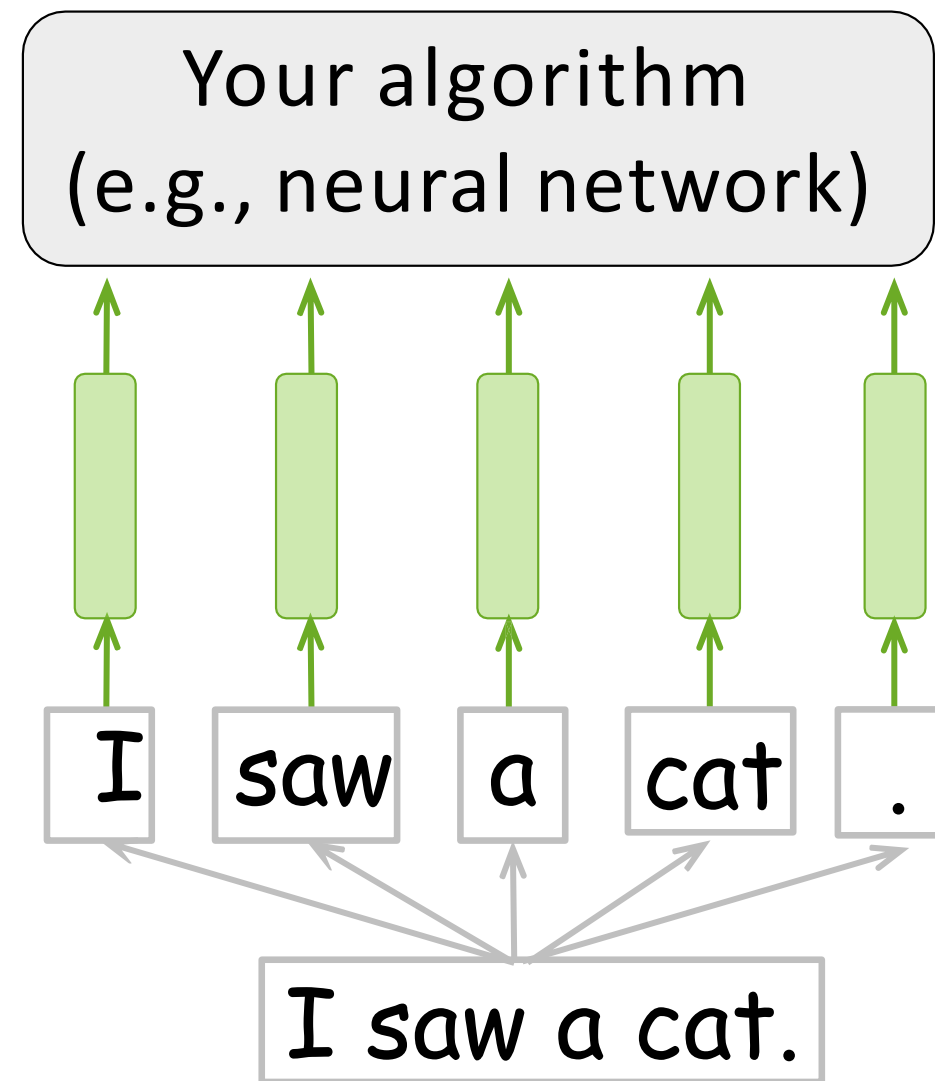 Your algorithm
(e.g., neural network)
I saw a cat .
I saw a cat.